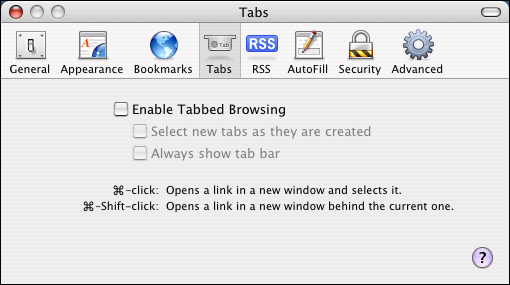 Tabs
Tab
RSS
General Appearance Bookmarks Tabs RSS AutoFill Security Advanced
Enable Tabbed Browsing
Select new tabs as they are created
Always show tab bar
⌘-click: Opens a link in a new window and selects it.
⌘-Shift-click: Opens a link in a new window behind the current one.
?